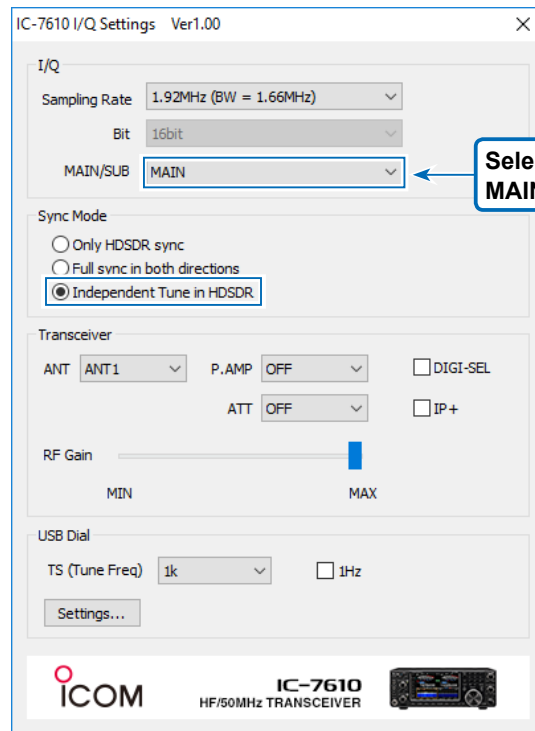 IC-7610 I/Q Settings Ver1.00
I/Q
Sampling Rate 1.92MHz (BW = 1.66MHz)
Bit 16bit
MAIN/SUB MAIN
Sync Mode
Only HDSDR sync
Full sync in both directions
Independent Tune in HDSDR
Transceiver
ANT ANT1 P.AMP OFF DIGI-SEL
ATT OFF IP+
RF Gain
MIN MAX
USB Dial
TS (Tune Freq) 1k 1Hz
Settings...
ICOM IC-7610
HF/50MHz TRANSCEIVER